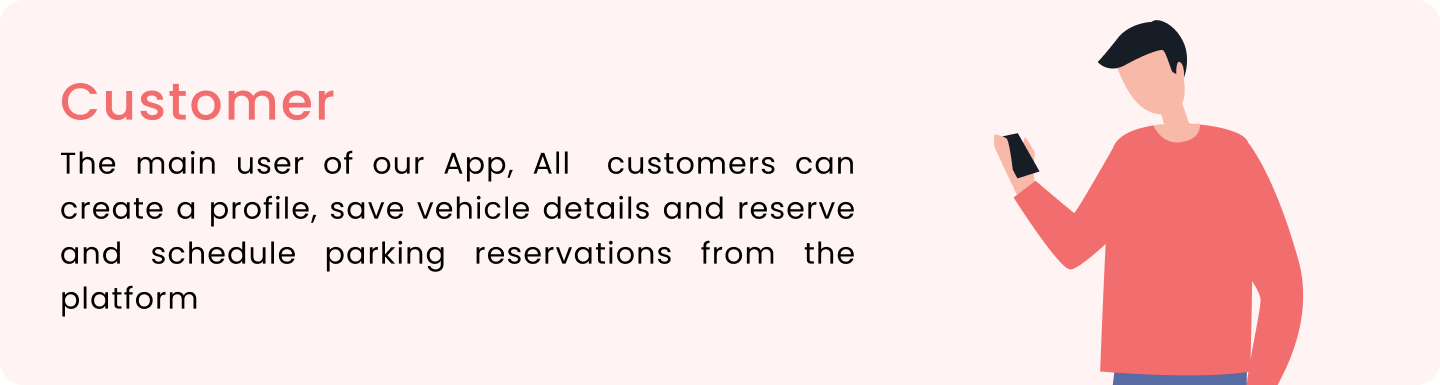 Customer
The main user of our App, All customers can
create a profile, save vehicle details and reserve
and schedule parking reservations from the
platform